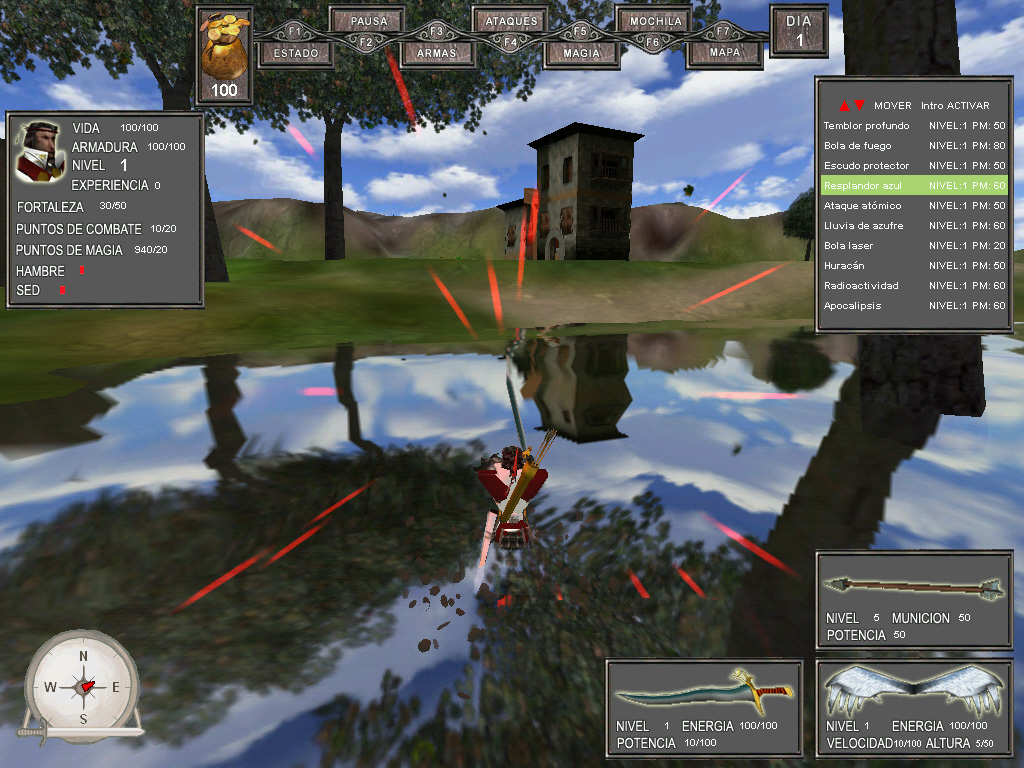 PAUSA
ATAQUES
MOCHILA
DIA
1
F1
F2
F3
F4
F5
F6
F7
ESTADO
ARMAS
MAGIA
MAPA
100
VIDA 100/100
ARMADURA 100/100
NIVEL 1
EXPERIENCIA 0
FORTALEZA 30/50
PUNTOS DE COMBATE 10/20
PUNTOS DE MAGIA 940/20
HAMBRE
SED
MOVER Intro ACTIVAR
Temblor profundo NIVEL:1 PM: 50
Bola de fuego NIVEL:1 PM: 80
Escudo protector NIVEL:1 PM: 50
Resplandor azul NIVEL:1 PM: 60
Ataque atómico NIVEL:1 PM: 50
Lluvia de azufre NIVEL:1 PM: 60
Bola laser NIVEL:1 PM: 20
Huracán NIVEL:1 PM: 50
Radioactividad NIVEL:1 PM: 60
Apocalipsis NIVEL:1 PM: 60
N
W E
S
NIVEL 5 MUNICION 50
POTENCIA 50
NIVEL 1 ENERGIA 100/100
POTENCIA 10/100
NIVEL 1 ENERGIA 100/100
VELOCIDAD 10/100 ALTURA 5/50